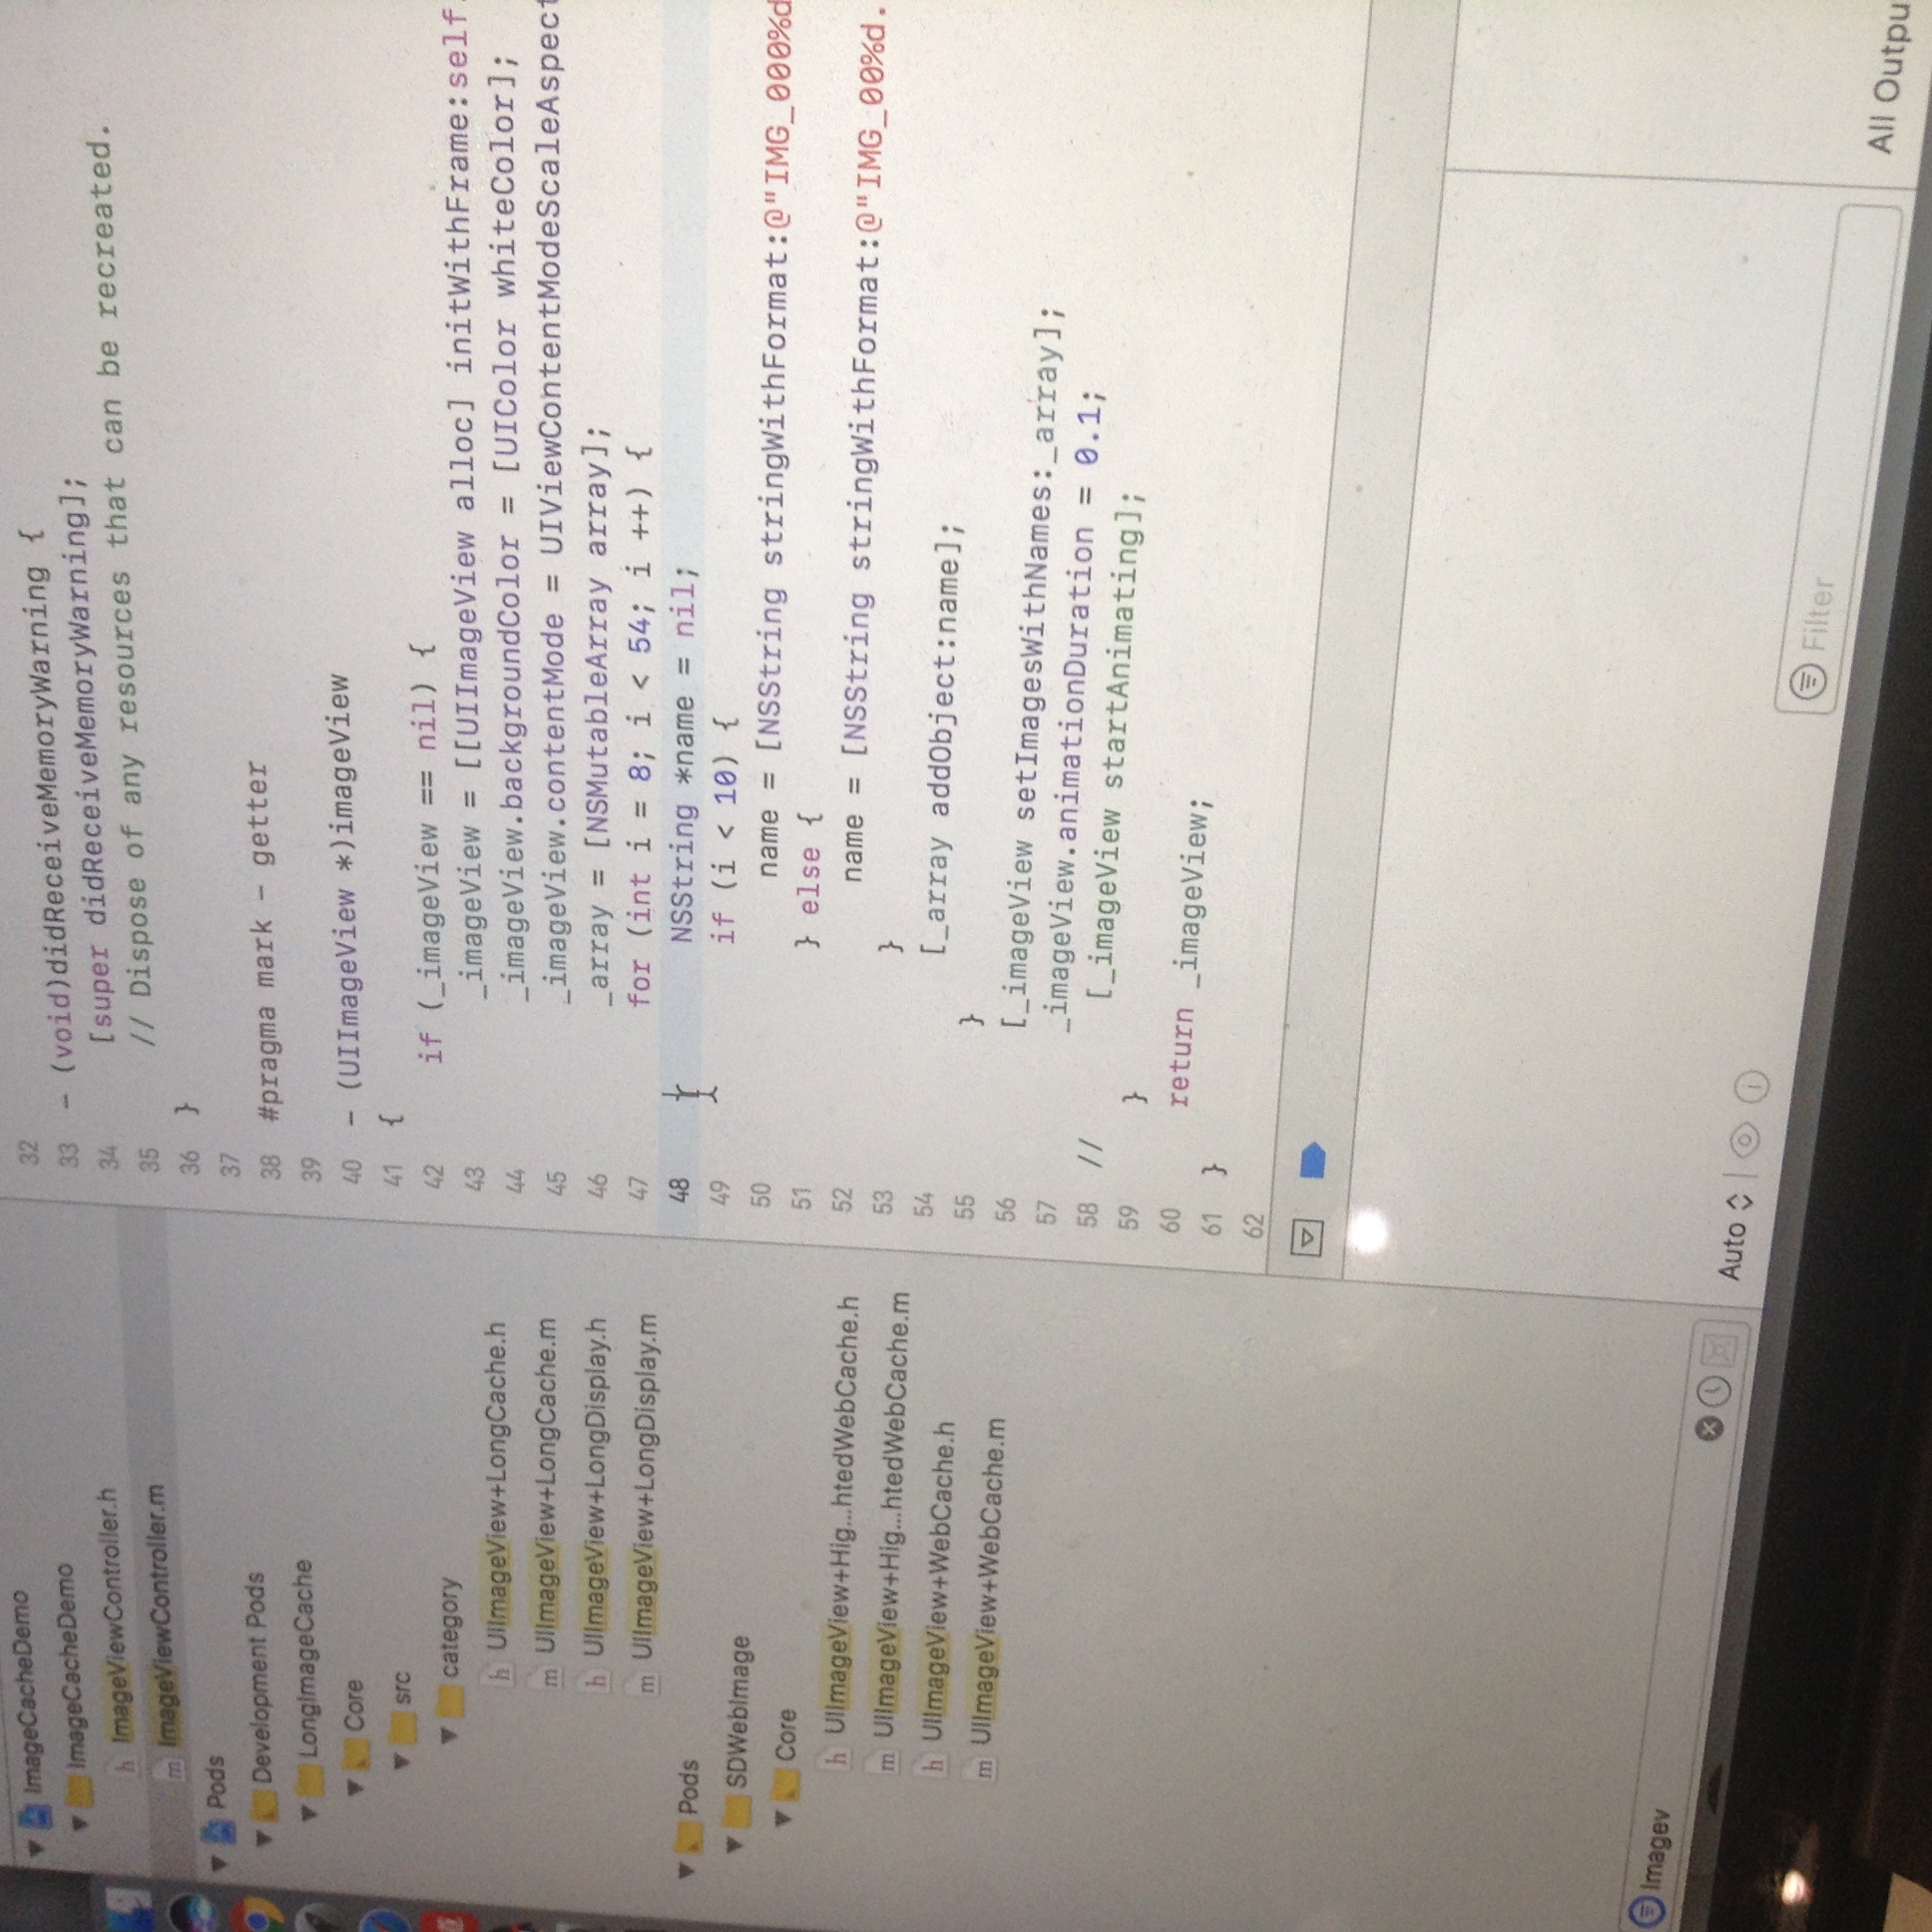 ImageCacheDemo
ImageCacheDemo
h ImageViewController.h
m ImageViewController.m
Pods
Development Pods
LongImageCache
Core
src
category
h UIImageView+LongCache.h
m UIImageView+LongCache.m
h UIImageView+LongDisplay.h
m UIImageView+LongDisplay.m
Pods
SDWebImage
Core
h UIImageView+Hig...htedWebCache.h
m UIImageView+Hig...htedWebCache.m
h UIImageView+WebCache.h
m UIImageView+WebCache.m
Imagev
32
33 - (void)didReceiveMemoryWarning {
34 [super didReceiveMemoryWarning];
35 // Dispose of any resources that can be recreated.
36 }
37
38 #pragma mark - getter
39
40 - (UIImageView *)imageView
41 {
42 if (_imageView == nil) {
43 _imageView = [[UIImageView alloc] initWithFrame:self.
44 _imageView.backgroundColor = [UIColor whiteColor];
45 _imageView.contentMode = UIViewContentModeScaleAspect
46 _array = [NSMutableArray array];
47 for (int i = 8; i < 54; i ++) {
48 NSString *name = nil;
49 if (i < 10) {
50 name = [NSString stringWithFormat:@"IMG_000%d
51 } else {
52 name = [NSString stringWithFormat:@"IMG_00%d.
53 }
54 [_array addObject:name];
55 }
56 [_imageView setImagesWithNames:_array];
57 _imageView.animationDuration = 0.1;
58 // [_imageView startAnimating];
59 }
60 return _imageView;
61 }
62
Auto
Filter
All Outpu